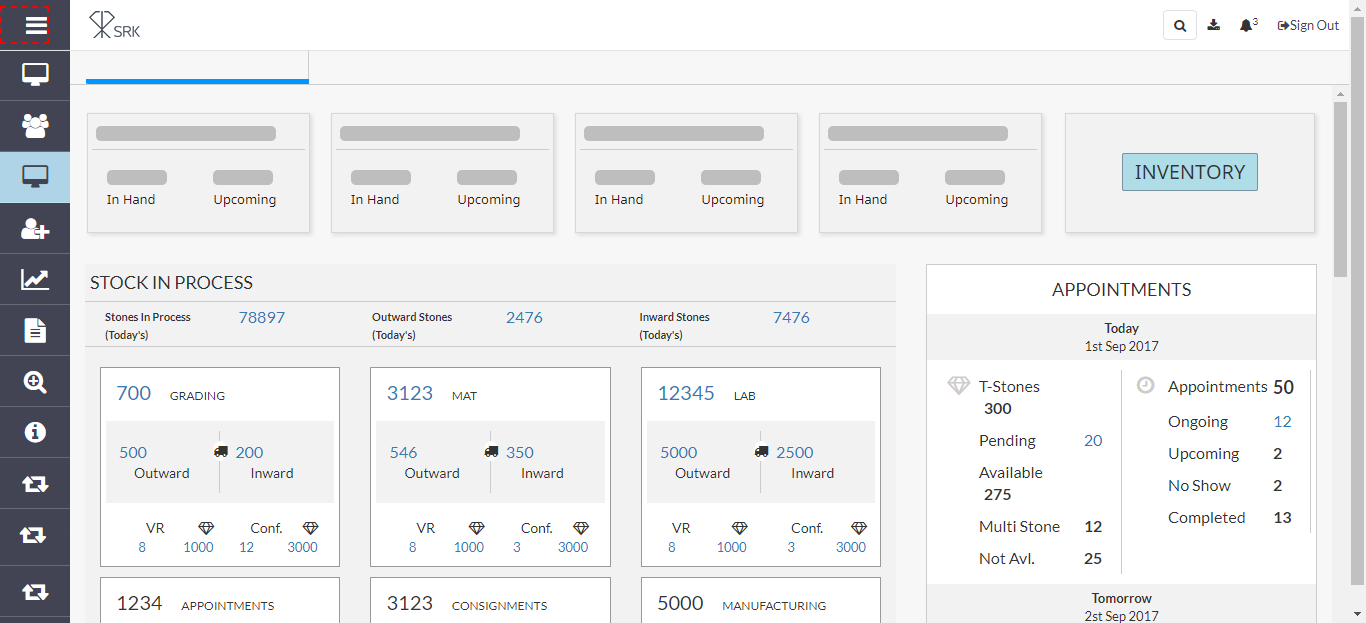 SRK
3
Sign Out
In Hand
Upcoming
In Hand
Upcoming
In Hand
Upcoming
In Hand
Upcoming
INVENTORY
STOCK IN PROCESS
Stones In Process
(Today's)
78897
Outward Stones
(Today's)
2476
Inward Stones
(Today's)
7476
700 GRADING
500
Outward
200
Inward
VR
8
1000
Conf.
12
3000
3123 MAT
546
Outward
350
Inward
VR
8
1000
Conf.
3
3000
12345 LAB
5000
Outward
2500
Inward
VR
8
1000
Conf.
3
3000
1234 APPOINTMENTS
3123 CONSIGNMENTS
5000 MANUFACTURING
APPOINTMENTS
Today
1st Sep 2017
T-Stones
300
Pending 20
Available
275
Multi Stone 12
Not Avl. 25
Appointments 50
Ongoing 12
Upcoming 2
No Show 2
Completed 13
Tomorrow
2st Sep 2017